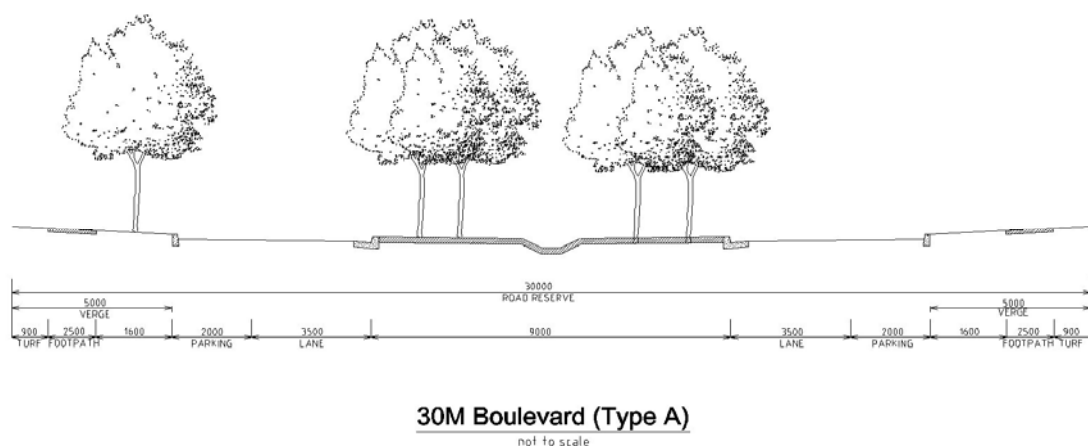 30000
ROAD RESERVE
5000 5000
VERGE VERGE
900 2500 1600 2000 3500 9000 3500 2000 1600 2500 900
TURF FOOTPATH PARKING LANE LANE PARKING FOOTPATH TURF
30M Boulevard (Type A)
not to scale